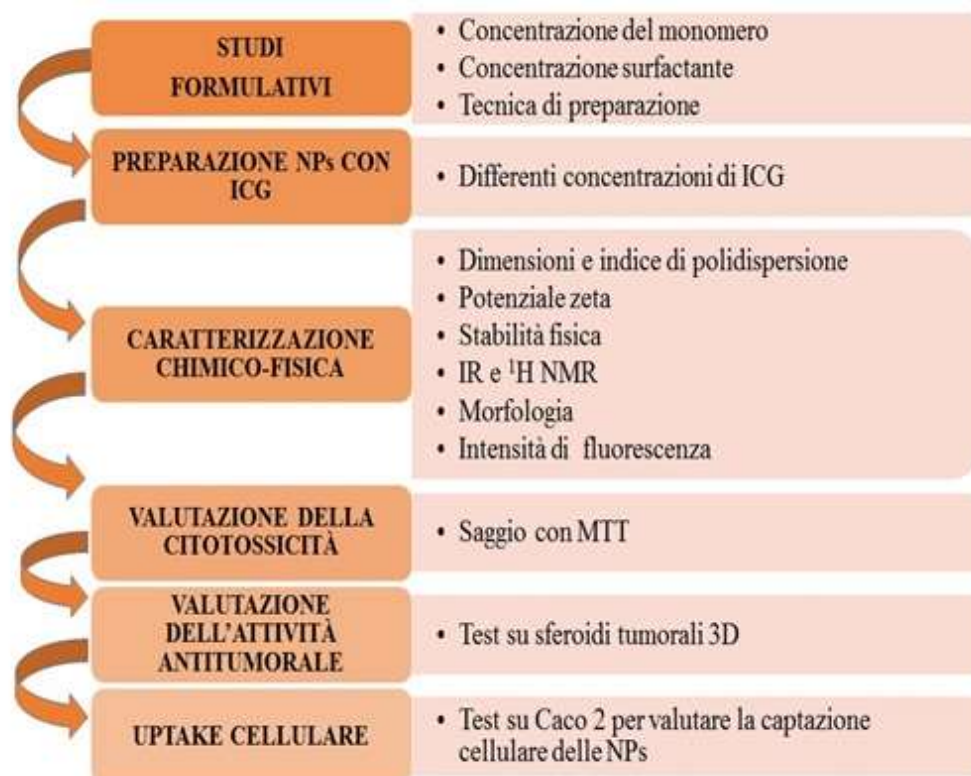 STUDI
FORMULATIVI
• Concentrazione del monomero
• Concentrazione surfactante
• Tecnica di preparazione
PREPARAZIONE NPs CON
ICG
• Differenti concentrazioni di ICG
CARATTERIZZAZIONE
CHIMICO-FISICA
• Dimensioni e indice di polidispersione
• Potenziale zeta
• Stabilità fisica
• IR e ¹H NMR
• Morfologia
• Intensità di fluorescenza
VALUTAZIONE DELLA
CITOTOSSICITÀ
• Saggio con MTT
VALUTAZIONE
DELL'ATTIVITÀ
ANTITUMORALE
• Test su sferoidi tumorali 3D
UPTAKE CELLULARE
• Test su Caco 2 per valutare la captazione
cellulare delle NPs